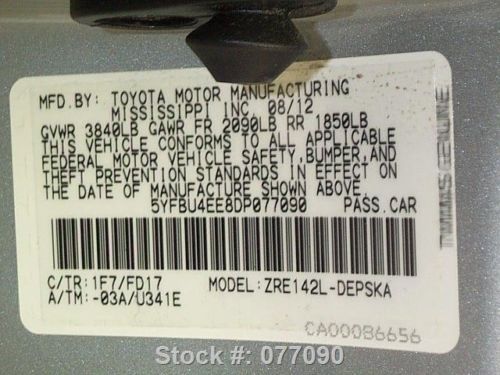 MFD.BY: TOYOTA MOTOR MANUFACTURING
MISSISSIPPI, INC 08/12
GVWR 3840LB GAWR FR 2090LB RR 1850LB
THIS VEHICLE CONFORMS TO ALL APPLICABLE
FEDERAL MOTOR VEHICLE SAFETY,BUMPER,AND
THEFT PREVENTION STANDARDS IN EFFECT ON
THE DATE OF MANUFACTURE SHOWN ABOVE.
5YFBU4EE8DP077090 PASS.CAR
C/TR:1F7/FD17 MODEL:ZRE142L-DEPSKA
A/TM:-03A/U341E
CA00086656
Stock #: 077090